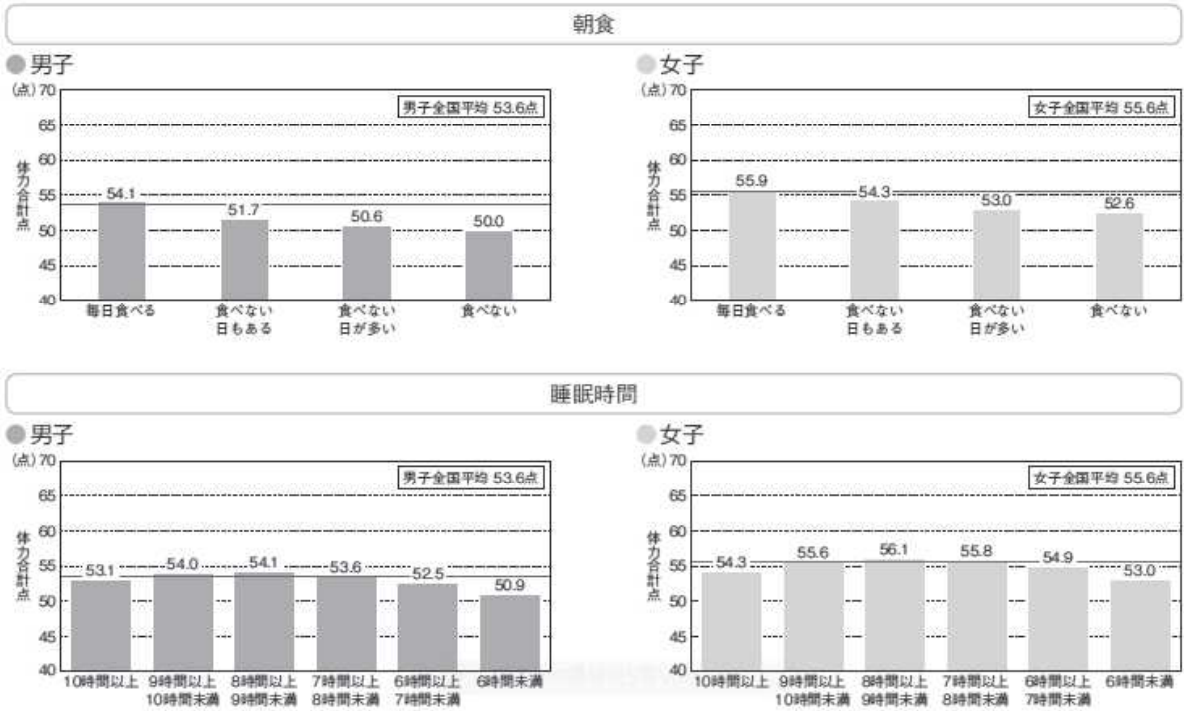 朝食
男子
(点)70
男子全国平均 53.6点
65
60
55
50
45
40
体力合計点
54.1
51.7
50.6
50.0
毎日食べる
食べない
日もある
食べない
日が多い
食べない
女子
(点)70
女子全国平均 55.6点
65
60
55
50
45
40
体力合計点
55.9
54.3
53.0
52.6
毎日食べる
食べない
日もある
食べない
日が多い
食べない
睡眠時間
男子
(点)70
男子全国平均 53.6点
65
60
55
50
45
40
体力合計点
53.1
54.0
54.1
53.6
52.5
50.9
10時間以上
9時間以上
10時間未満
8時間以上
9時間未満
7時間以上
8時間未満
6時間以上
7時間未満
6時間未満
女子
(点)70
女子全国平均 55.6点
65
60
55
50
45
40
体力合計点
54.3
55.6
56.1
55.8
54.9
53.0
10時間以上
9時間以上
10時間未満
8時間以上
9時間未満
7時間以上
8時間未満
6時間以上
7時間未満
6時間未満